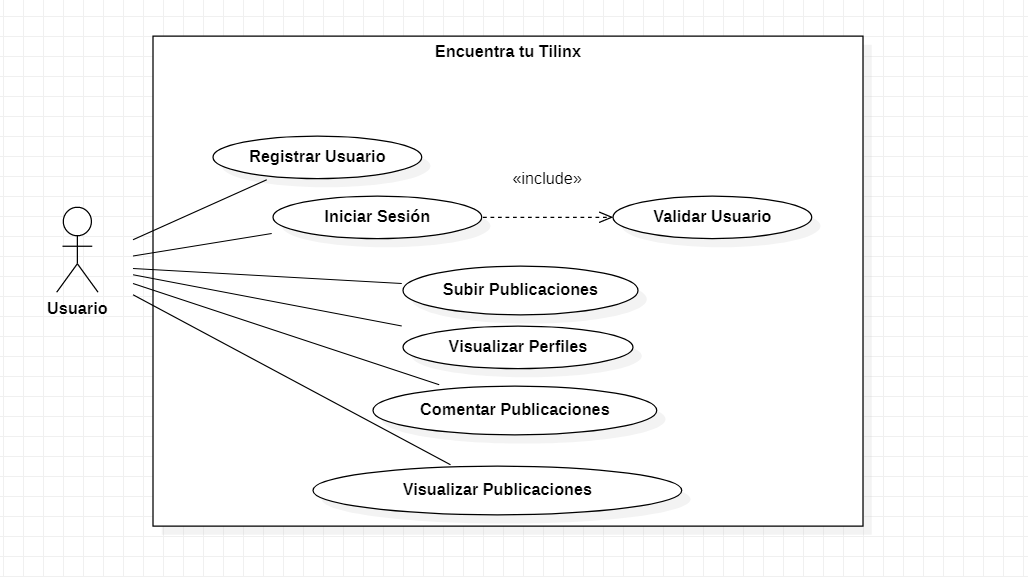 Encuentra tu Tilinx
Registrar Usuario
«include»
Iniciar Sesión
Validar Usuario
Usuario
Subir Publicaciones
Visualizar Perfiles
Comentar Publicaciones
Visualizar Publicaciones